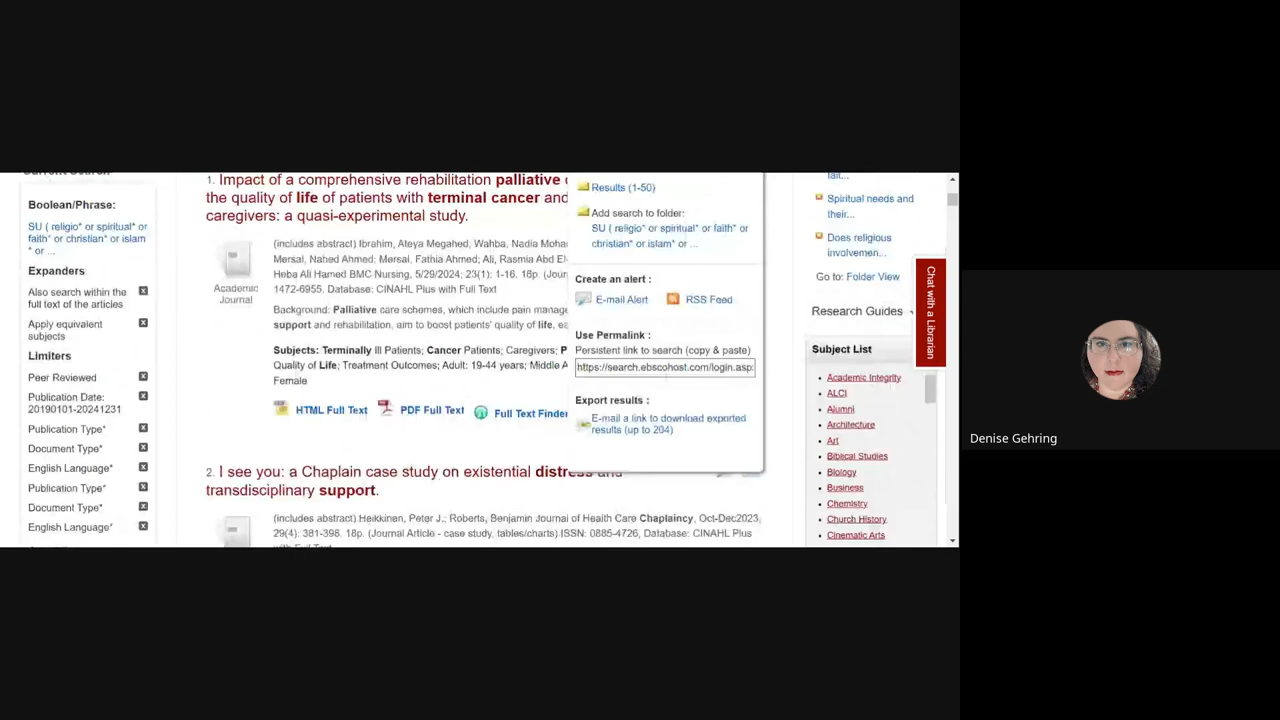 Boolean/Phrase:
SU ( religio* or spiritual* or
faith* or christian* or islam
* or ...
Expanders
Also search within the
full text of the articles
Apply equivalent
subjects
Limiters
Peer Reviewed
Publication Date:
20190101-20241231
Publication Type*
Document Type*
English Language*
Publication Type*
Document Type*
English Language*
1. Impact of a comprehensive rehabilitation palliative
the quality of life of patients with terminal cancer and
caregivers: a quasi-experimental study.
Academic
Journal
(includes abstract) Ibrahim, Ateya Megahed, Wahba, Nadia
Mersal, Nahed Ahmed; Mersal, Fathia Ahmed; Ali, Rasmia Abd El-
Heba Ali Hamed BMC Nursing, 5/29/2024; 23(1): 1-16. 16p.
1472-6955. Database: CINAHL Plus with Full Text
Background: Palliative care schemes, which include pain
support and rehabilitation, aim to boost patients' quality of life,
Subjects: Terminally Ill Patients; Cancer Patients; Caregivers; P
Quality of Life; Treatment Outcomes; Adult: 19-44 years; Middle A
Female
HTML Full Text
PDF Full Text
Full Text Finder
2. I see you: a Chaplain case study on existential distress and
transdisciplinary support.
(includes abstract) Heikkinen, Peter J.; Roberts, Benjamin Journal of Health Care Chaplaincy, Oct-Dec2023;
29(4): 381-398. 18p. (Journal Article - case study, tables/charts) ISSN: 0885-4726, Database: CINAHL Plus
with Full Text
Results (1-50)
Add search to folder:
SU ( religio* or spiritual* or faith* or
christian* or islam* or ...
Create an alert :
E-mail Alert
RSS Feed
Use Permalink :
Persistent link to search (copy & paste)
https://search.ebscohost.com/login.asp
Export results :
E-mail a link to download exported
results (up to 204)
fait...
Spiritual needs and
their...
Does religious
involvemen...
Go to: Folder View
Research Guides
Subject List
Academic Integrity
ALCI
Alumni
Architecture
Art
Biblical Studies
Biology
Business
Chemistry
Church History
Cinematic Arts
Chat with a Librarian
Denise Gehring